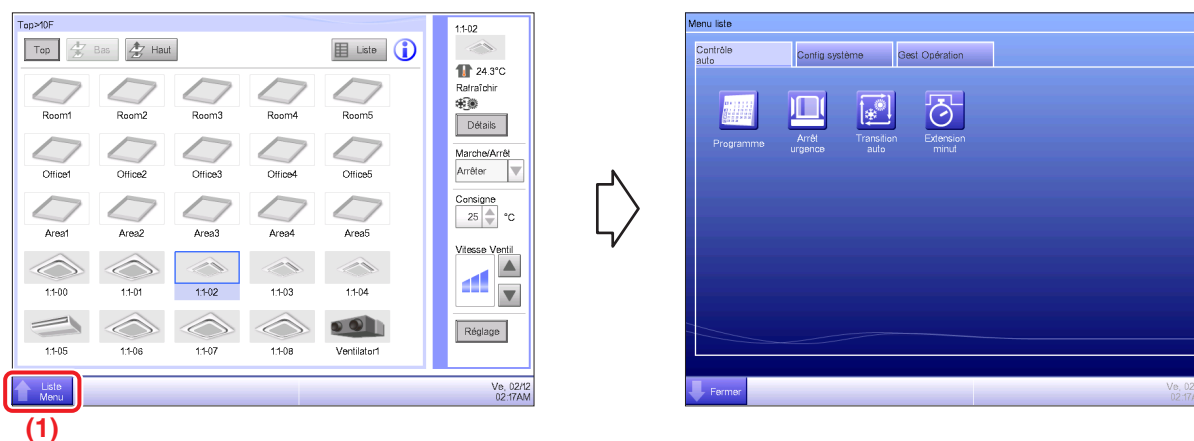 Top>10F
Top
Bas
Haut
Liste
Room1
Room2
Room3
Room4
Room5
Office1
Office2
Office3
Office4
Office5
Area1
Area2
Area3
Area4
Area5
1:1-00
1:1-01
1:1-02
1:1-03
1:1-04
1:1-05
1:1-06
1:1-07
1:1-08
Ventilator1
1:1-02
24.3°C
Rafraîchir
Détails
Marche/Arrêt
Arrêter
Consigne
25 °C
Vitesse Ventil
Réglage
Liste
Menu
Ve, 02/12
02:17AM
(1)
Menu liste
Contrôle
auto
Config système
Gest Opération
Programme
Arrêt
urgence
Transition
auto
Extension
minut
Fermer
Ve, 02
02:17A